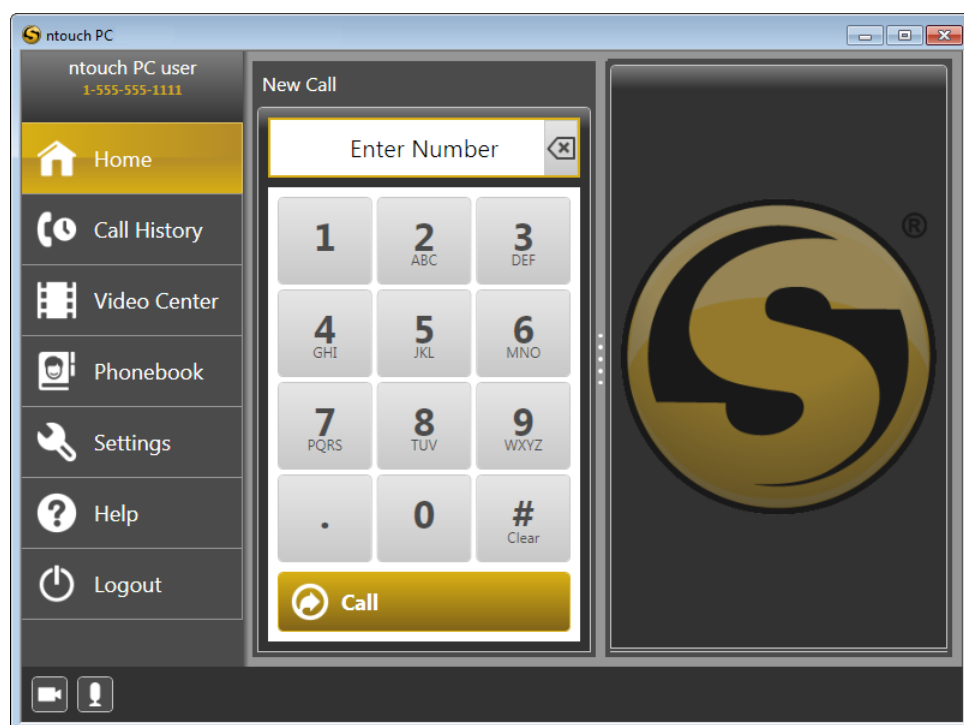 ntouch PC
ntouch PC user
1-555-555-1111
Home
Call History
Video Center
Phonebook
Settings
Help
Logout
New Call
Enter Number
1 2 3
ABC DEF
4 5 6
GHI JKL MNO
7 8 9
PQRS TUV WXYZ
. 0 #
Clear
Call
S ®